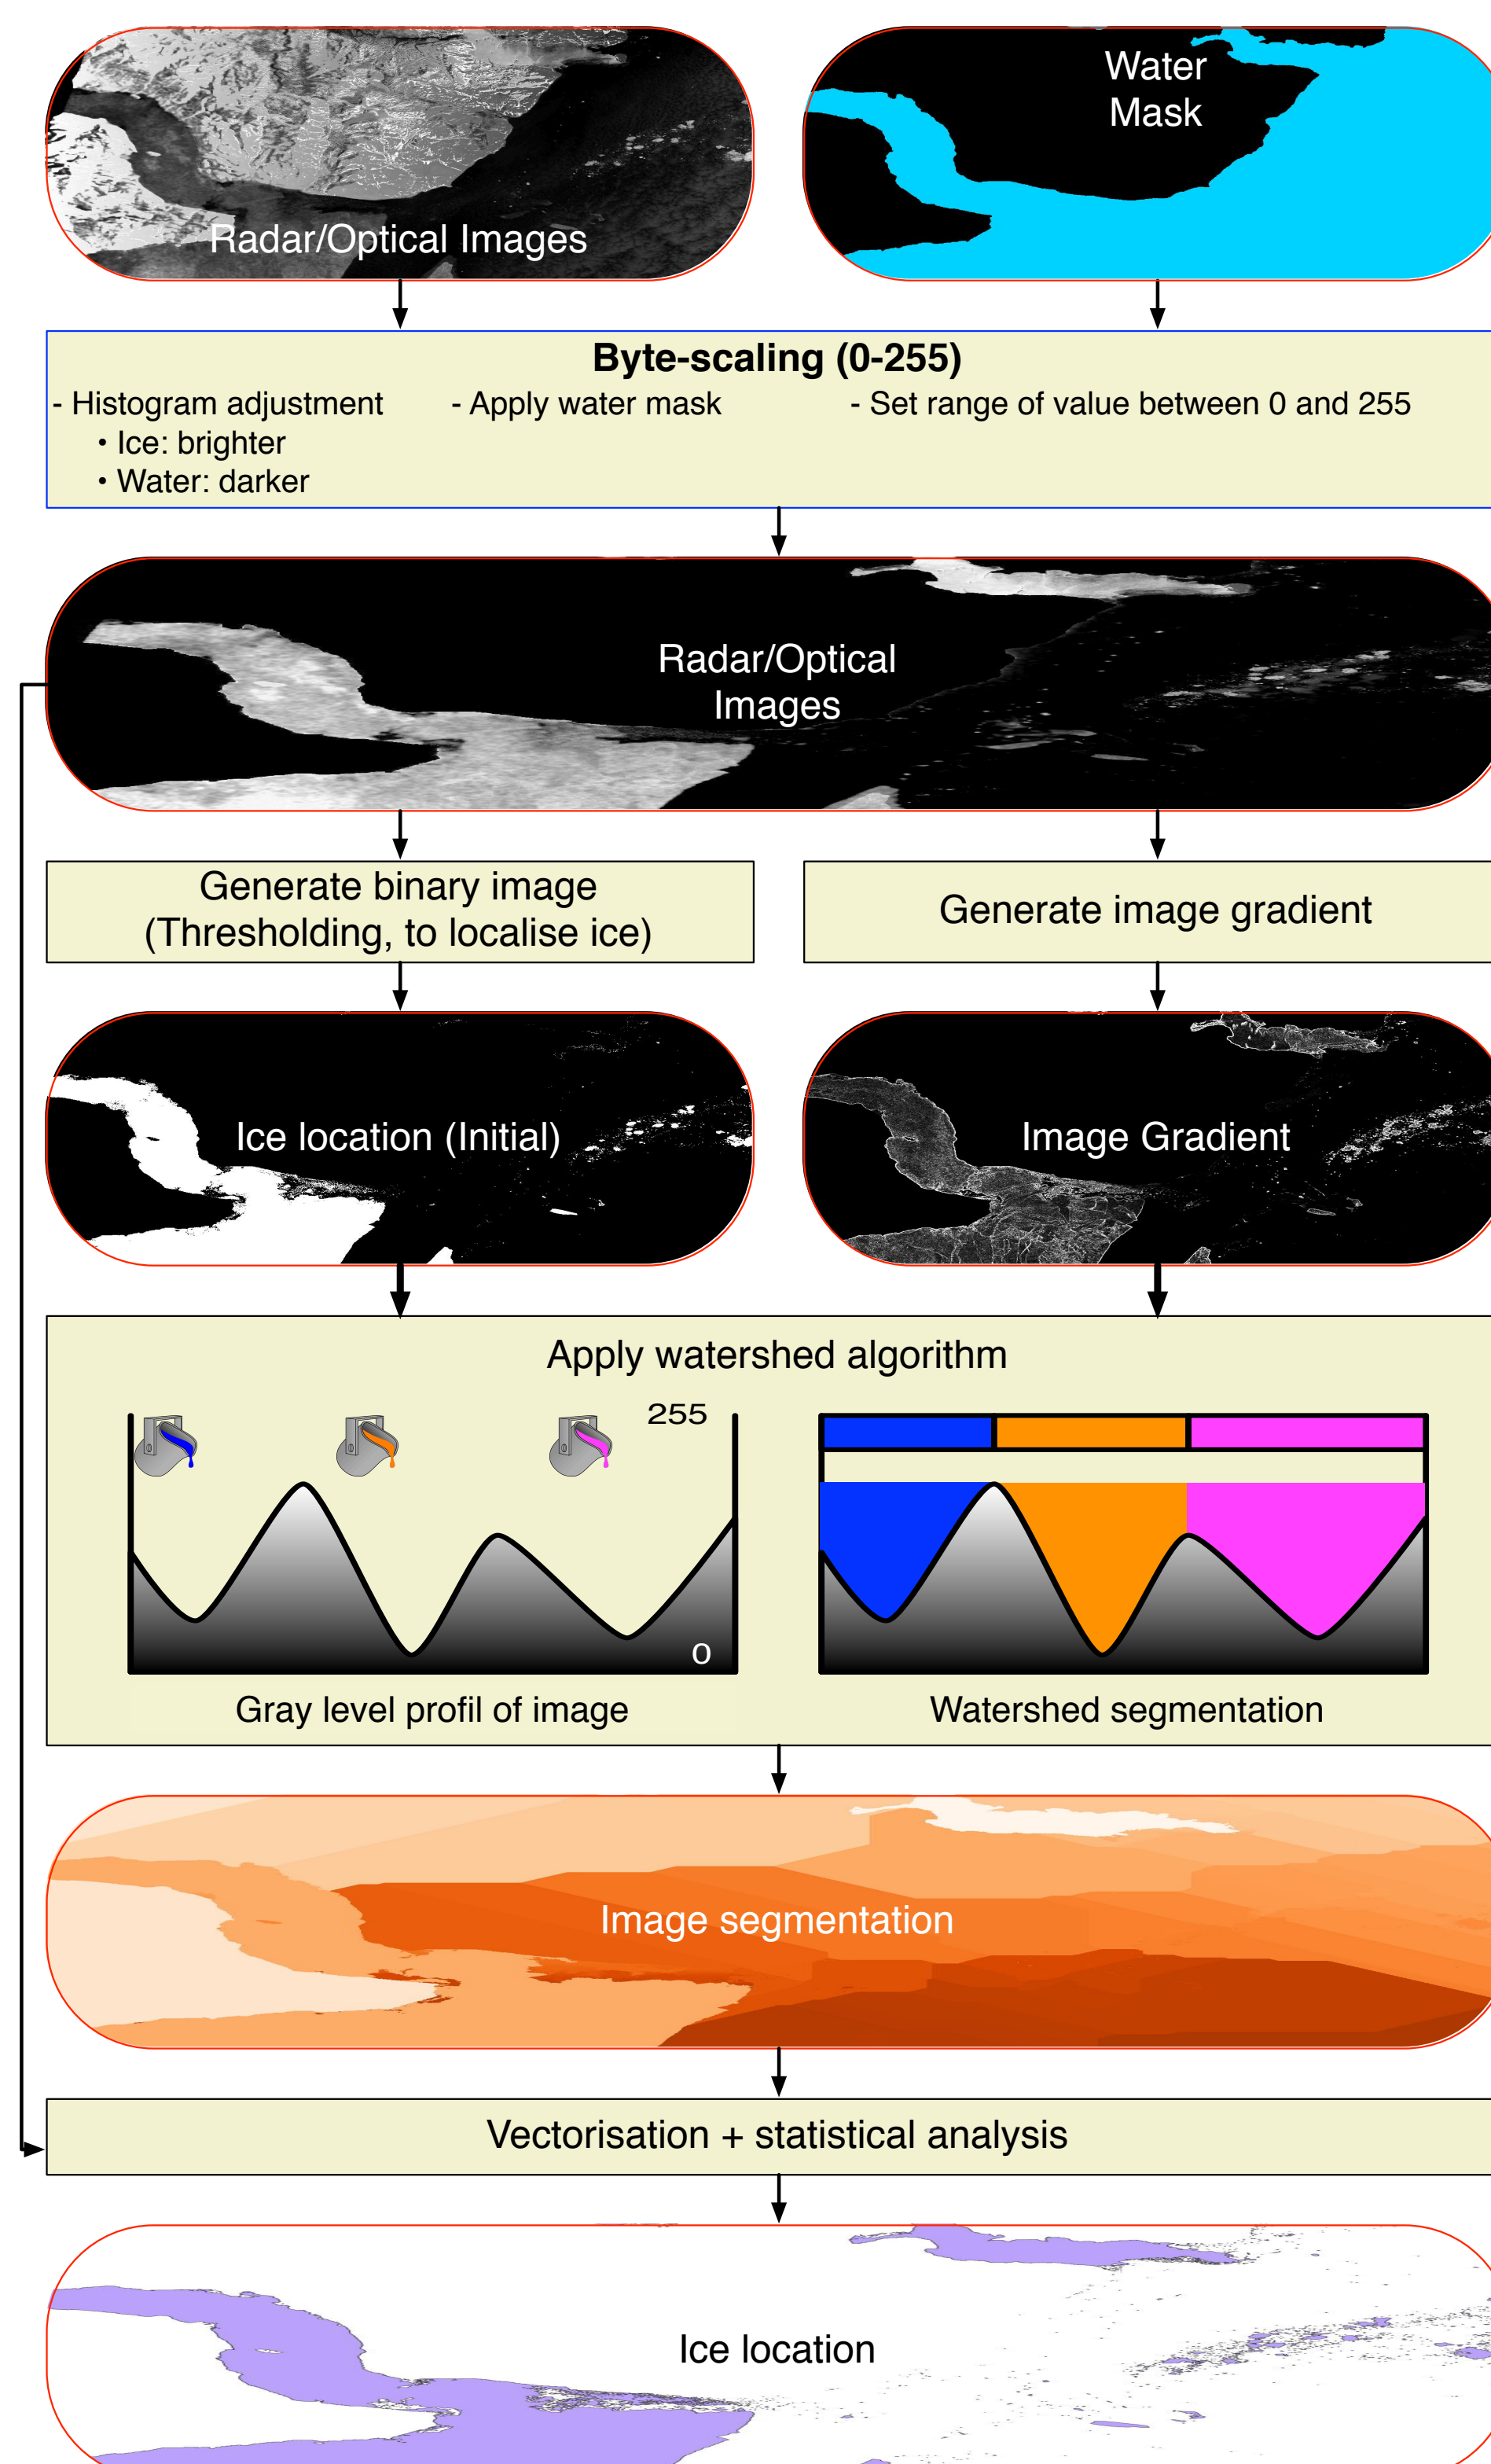 Radar/Optical Images
Water
Mask
Byte-scaling (0-255)
- Histogram adjustment
• Ice: brighter
• Water: darker
- Apply water mask
- Set range of value between 0 and 255
Radar/Optical
Images
Generate binary image
(Thresholding, to localise ice)
Generate image gradient
Ice location (Initial)
Image Gradient
Apply watershed algorithm
255
0
Gray level profil of image
Watershed segmentation
Image segmentation
Vectorisation + statistical analysis
Ice location